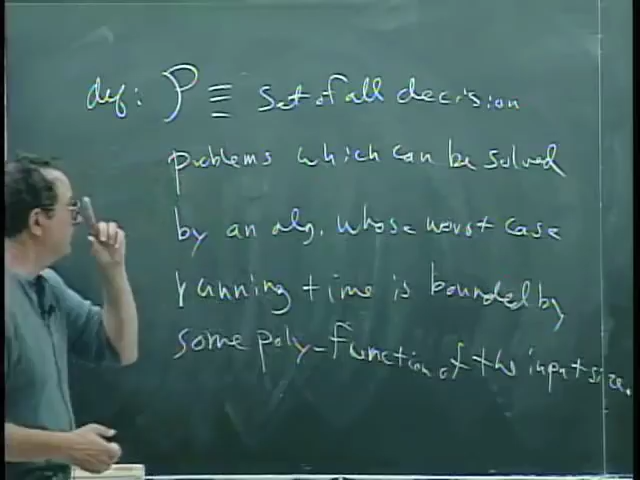 def: P ≡ set of all decision
problems which can be solved
by an alg. whose worst case
running time is bounded by
some poly-function of the input size.